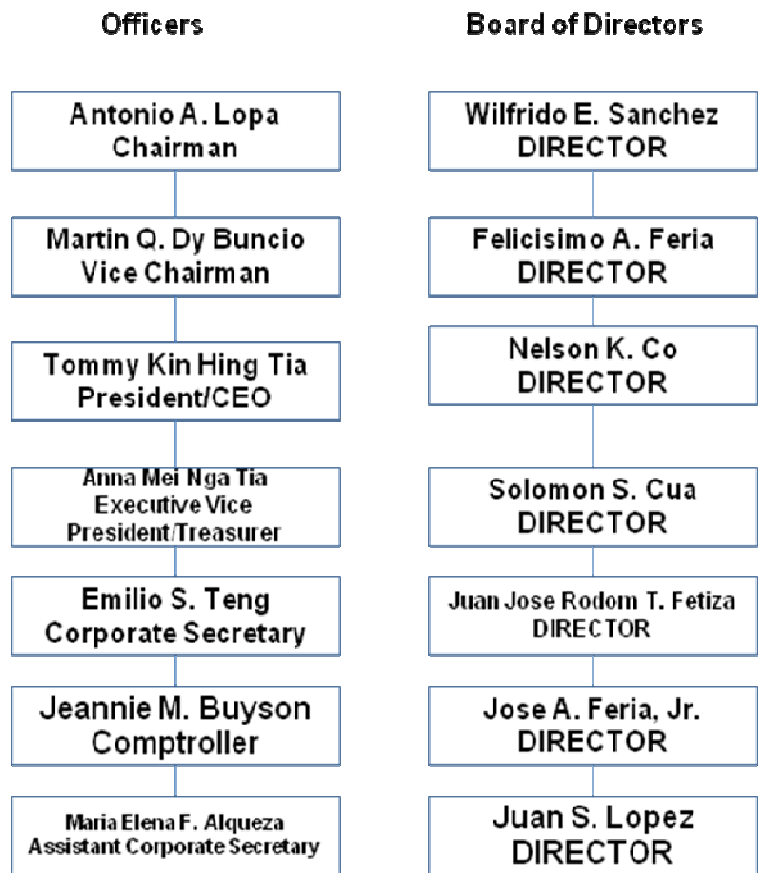 Officers
Antonio A. Lopa
Chairman
Martin Q. Dy Buncio
Vice Chairman
Tommy Kin Hing Tia
President/CEO
Anna Mei Nga Tia
Executive Vice
President/Treasurer
Emilio S. Teng
Corporate Secretary
Jeannie M. Buyson
Comptroller
Maria Elena F. Alqueza
Assistant Corporate Secretary
Board of Directors
Wilfrido E. Sanchez
DIRECTOR
Felicisimo A. Feria
DIRECTOR
Nelson K. Co
DIRECTOR
Solomon S. Cua
DIRECTOR
Juan Jose Rodom T. Fetiza
DIRECTOR
Jose A. Feria, Jr.
DIRECTOR
Juan S. Lopez
DIRECTOR